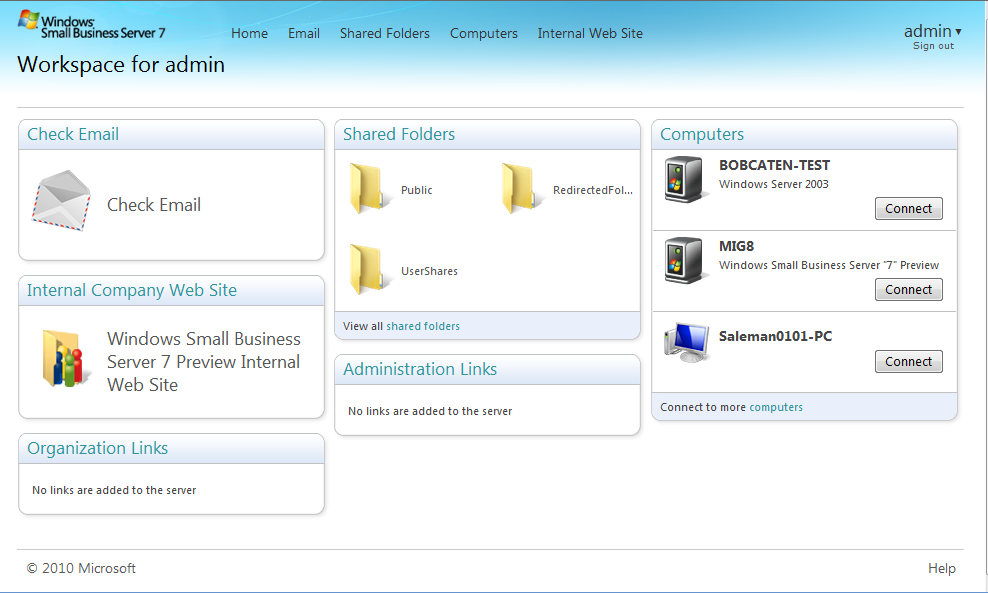 Windows
Small Business Server 7
Home Email Shared Folders Computers Internal Web Site
admin ▾
Sign out
Workspace for admin
Check Email
Check Email
Internal Company Web Site
Windows Small Business
Server 7 Preview Internal
Web Site
Organization Links
No links are added to the server
Shared Folders
Public
RedirectedFol...
UserShares
View all shared folders
Administration Links
No links are added to the server
Computers
BOBCATEN-TEST
Windows Server 2003
Connect
MIG8
Windows Small Business Server "7" Preview
Connect
Saleman0101-PC
Connect
Connect to more computers
© 2010 Microsoft
Help